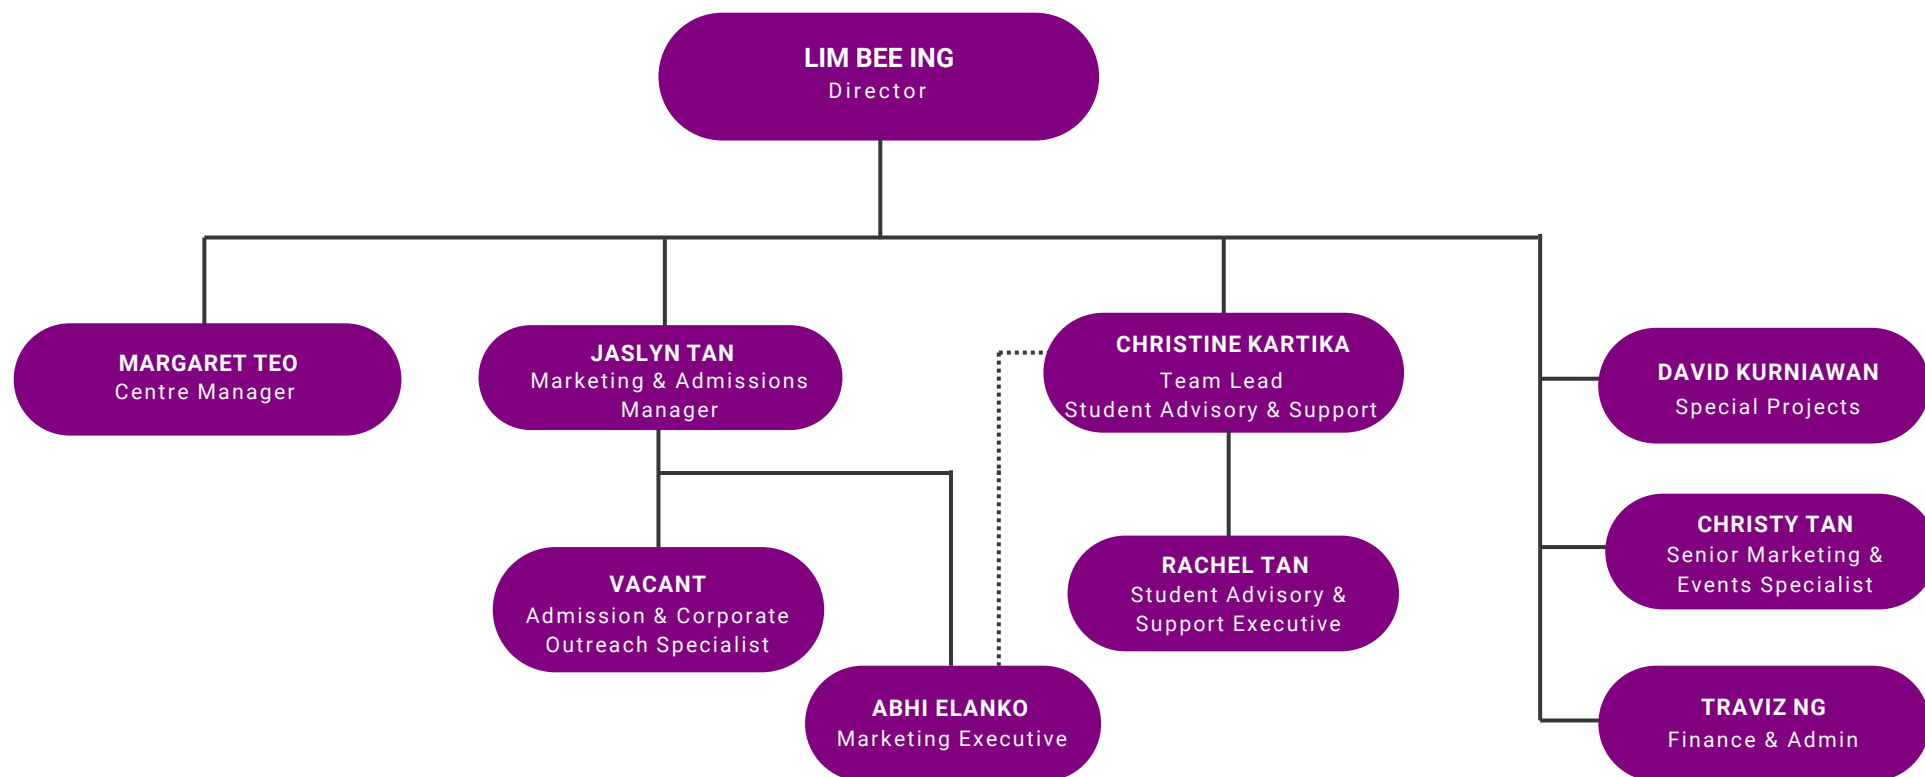 LIM BEE ING
Director
MARGARET TEO
Centre Manager
JASLYN TAN
Marketing & Admissions
Manager
CHRISTINE KARTIKA
Team Lead
Student Advisory & Support
DAVID KURNIAWAN
Special Projects
CHRISTY TAN
Senior Marketing &
Events Specialist
VACANT
Admission & Corporate
Outreach Specialist
RACHEL TAN
Student Advisory &
Support Executive
ABHI ELANKO
Marketing Executive
TRAVIZ NG
Finance & Admin